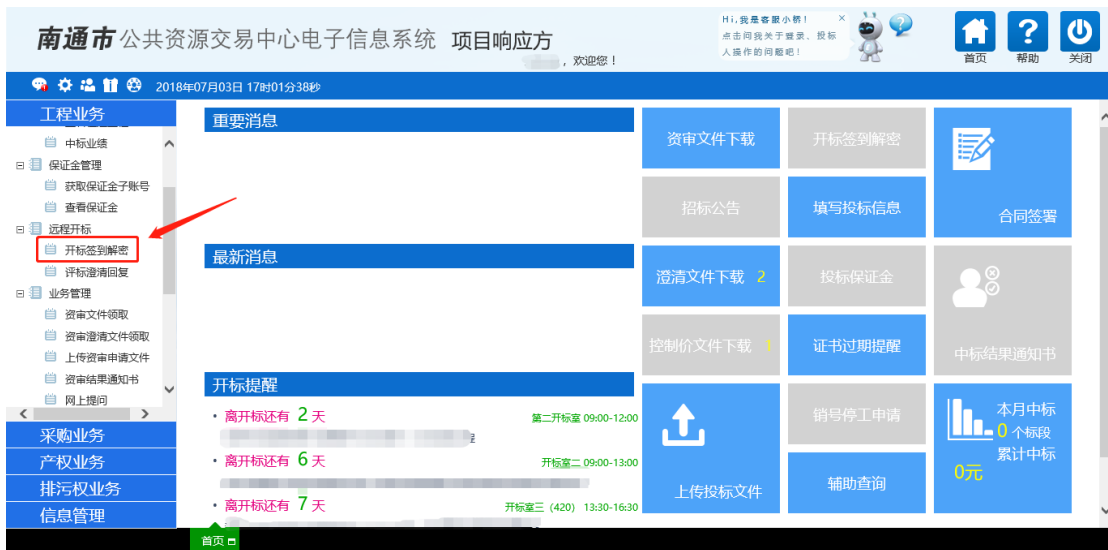 南通市公共资源交易中心电子信息系统 项目响应方
，欢迎您！
Hi,我是客服小娇！ ×
点击问我关于登录、投标
人操作的问题吧！
首页
帮助
关闭
2018年07月03日 17时01分38秒
工程业务
中标业绩
保证金管理
获取保证金子账号
查看保证金
远程开标
开标签到解密
评标澄清回复
业务管理
资审文件领取
资审澄清文件领取
上传资审申请文件
资审结果通知书
网上提问
采购业务
产权业务
排污权业务
信息管理
重要消息
最新消息
开标提醒
·离开标还有 2 天 第二开标室 09:00-12:00
·离开标还有 6 天 开标室二 09:00-13:00
·离开标还有 7 天 开标室三（420） 13:30-16:30
资审文件下载
开标签到解密
合同签署
招标公告
填写投标信息
澄清文件下载 2
投标保证金
中标结果通知书
控制价文件下载 1
证书过期提醒
上传投标文件
销号停工申请
辅助查询
本月中标
0 个标段
累计中标
0元
首页